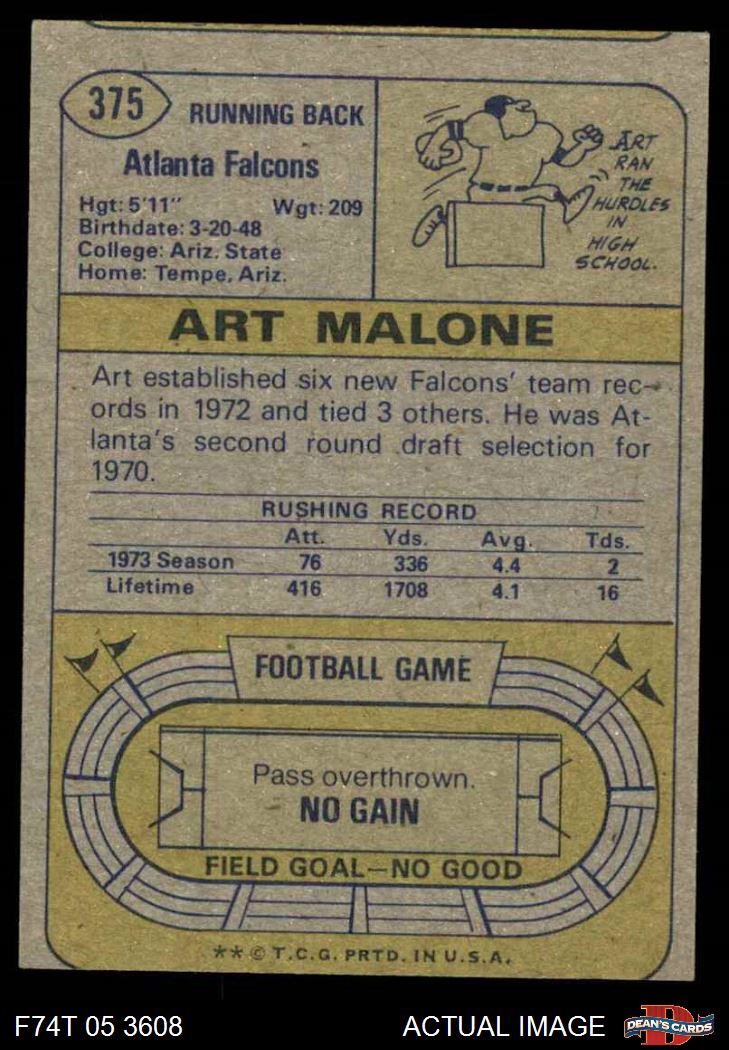 375
RUNNING BACK
Atlanta Falcons
Hgt: 5'11" Wgt: 209
Birthdate: 3-20-48
College: Ariz. State
Home: Tempe, Ariz.
ART
RAN
THE
HURDLES
IN
HIGH
SCHOOL.
ART MALONE
Art established six new Falcons' team rec-
ords in 1972 and tied 3 others. He was At-
lanta's second round draft selection for
1970.
RUSHING RECORD
Att. Yds. Avg. Tds.
1973 Season 76 336 4.4 2
Lifetime 416 1708 4.1 16
FOOTBALL GAME
Pass overthrown.
NO GAIN
FIELD GOAL—NO GOOD
** © T.C.G. PRTD. IN U.S.A.
F74T 05 3608 ACTUAL IMAGE
DEAN'S CARDS